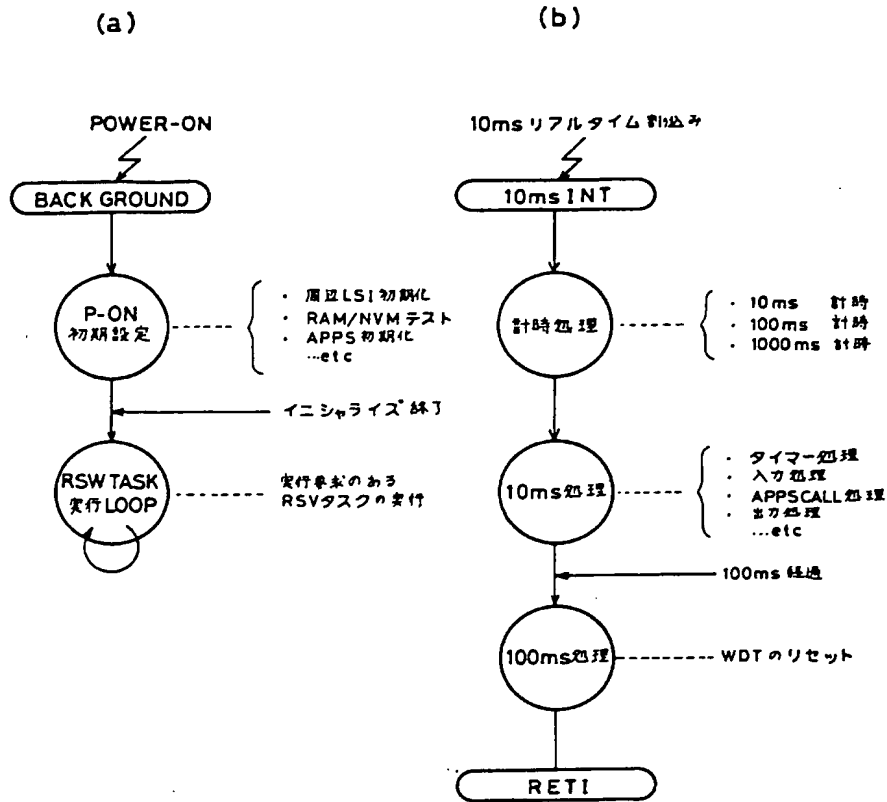 (a)
POWER-ON
BACK GROUND
P-ON
初期設定
・ 周辺LSI初期化
・ RAM/NVMテスト
・ APPS初期化
...etc
イニシャライズ終了
RSW TASK
実行LOOP
実行要求のある
RSVタスクの実行
(b)
10msリアルタイム割込み
10msINT
計時処理
・ 10ms 計時
・ 100ms 計時
・ 1000ms 計時
10ms処理
・ タイマー処理
・ 入力処理
・ APPSCALL処理
・ 出力処理
...etc
100ms経過
100ms処理
WDTのリセット
RETI